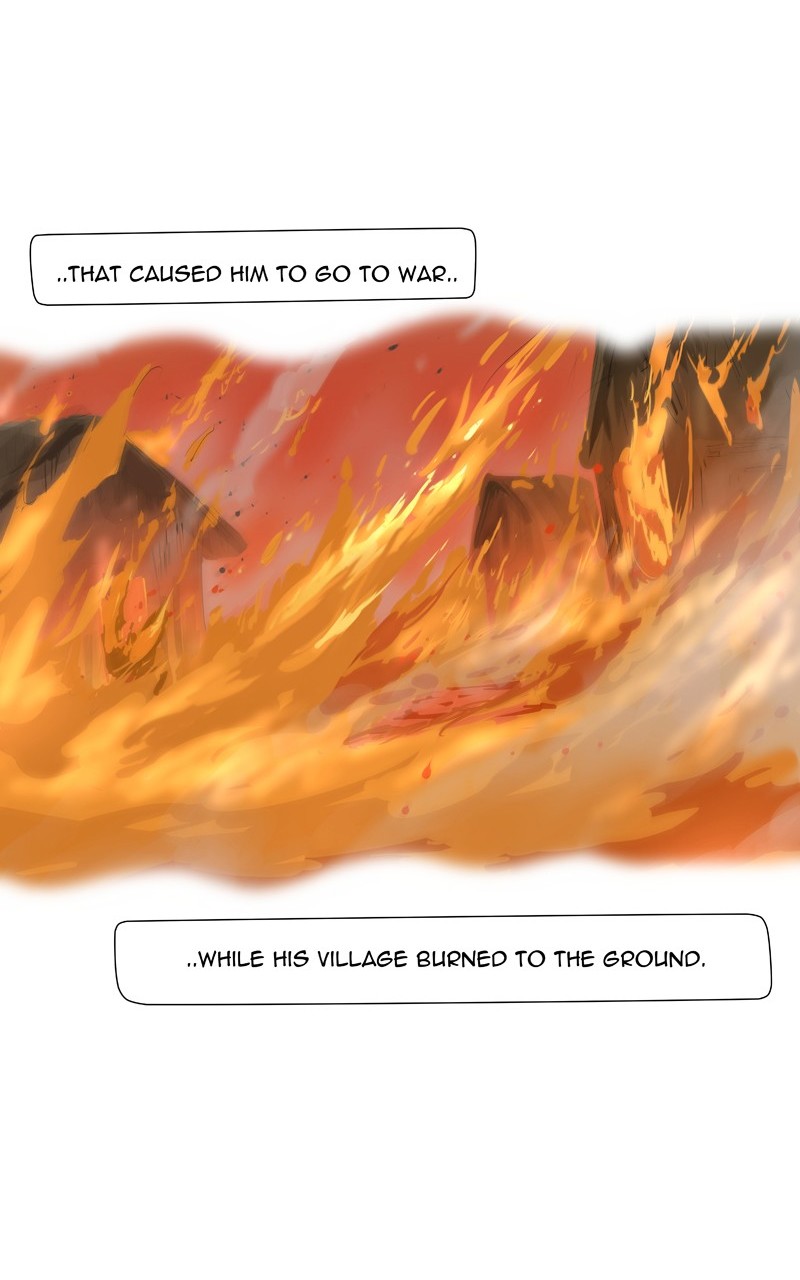 ..THAT CAUSED HIM TO GO TO WAR..
..WHILE HIS VILLAGE BURNED TO THE GROUND.